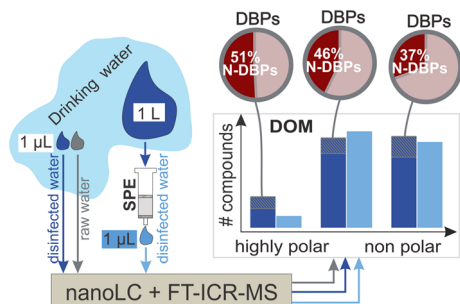 DBPs
DBPs
DBPs
51%
N-DBPs
46%
N-DBPs
37%
N-DBPs
Drinking water
1 L
1 µL
disinfected water
raw water
SPE
1 µL
disinfected water
DOM
# compounds
highly polar
non polar
nanoLC + FT-ICR-MS